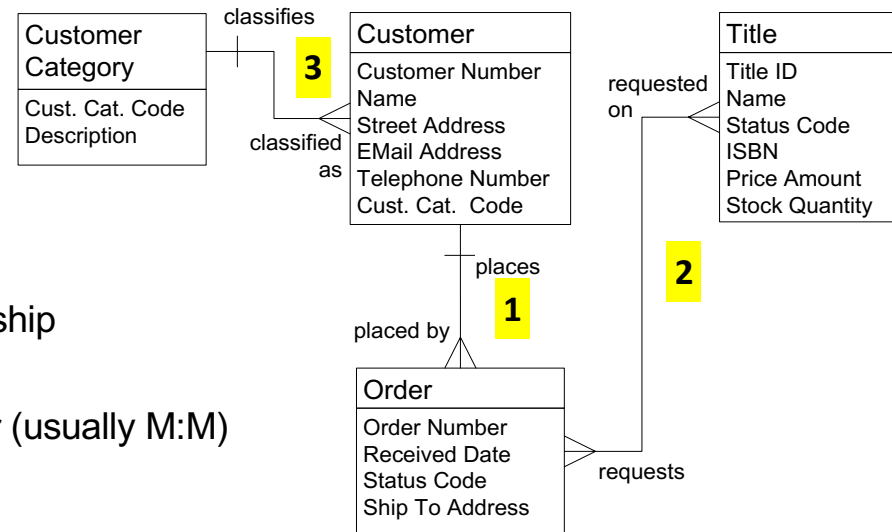 classifies
Customer
Category
Cust. Cat. Code
Description
3
classified
as
Customer
Customer Number
Name
Street Address
EMail Address
Telephone Number
Cust. Cat. Code
requested
on
Title
Title ID
Name
Status Code
ISBN
Price Amount
Stock Quantity
places
1
placed by
2
ship
(usually M:M)
Order
Order Number
Received Date
Status Code
Ship To Address
requests